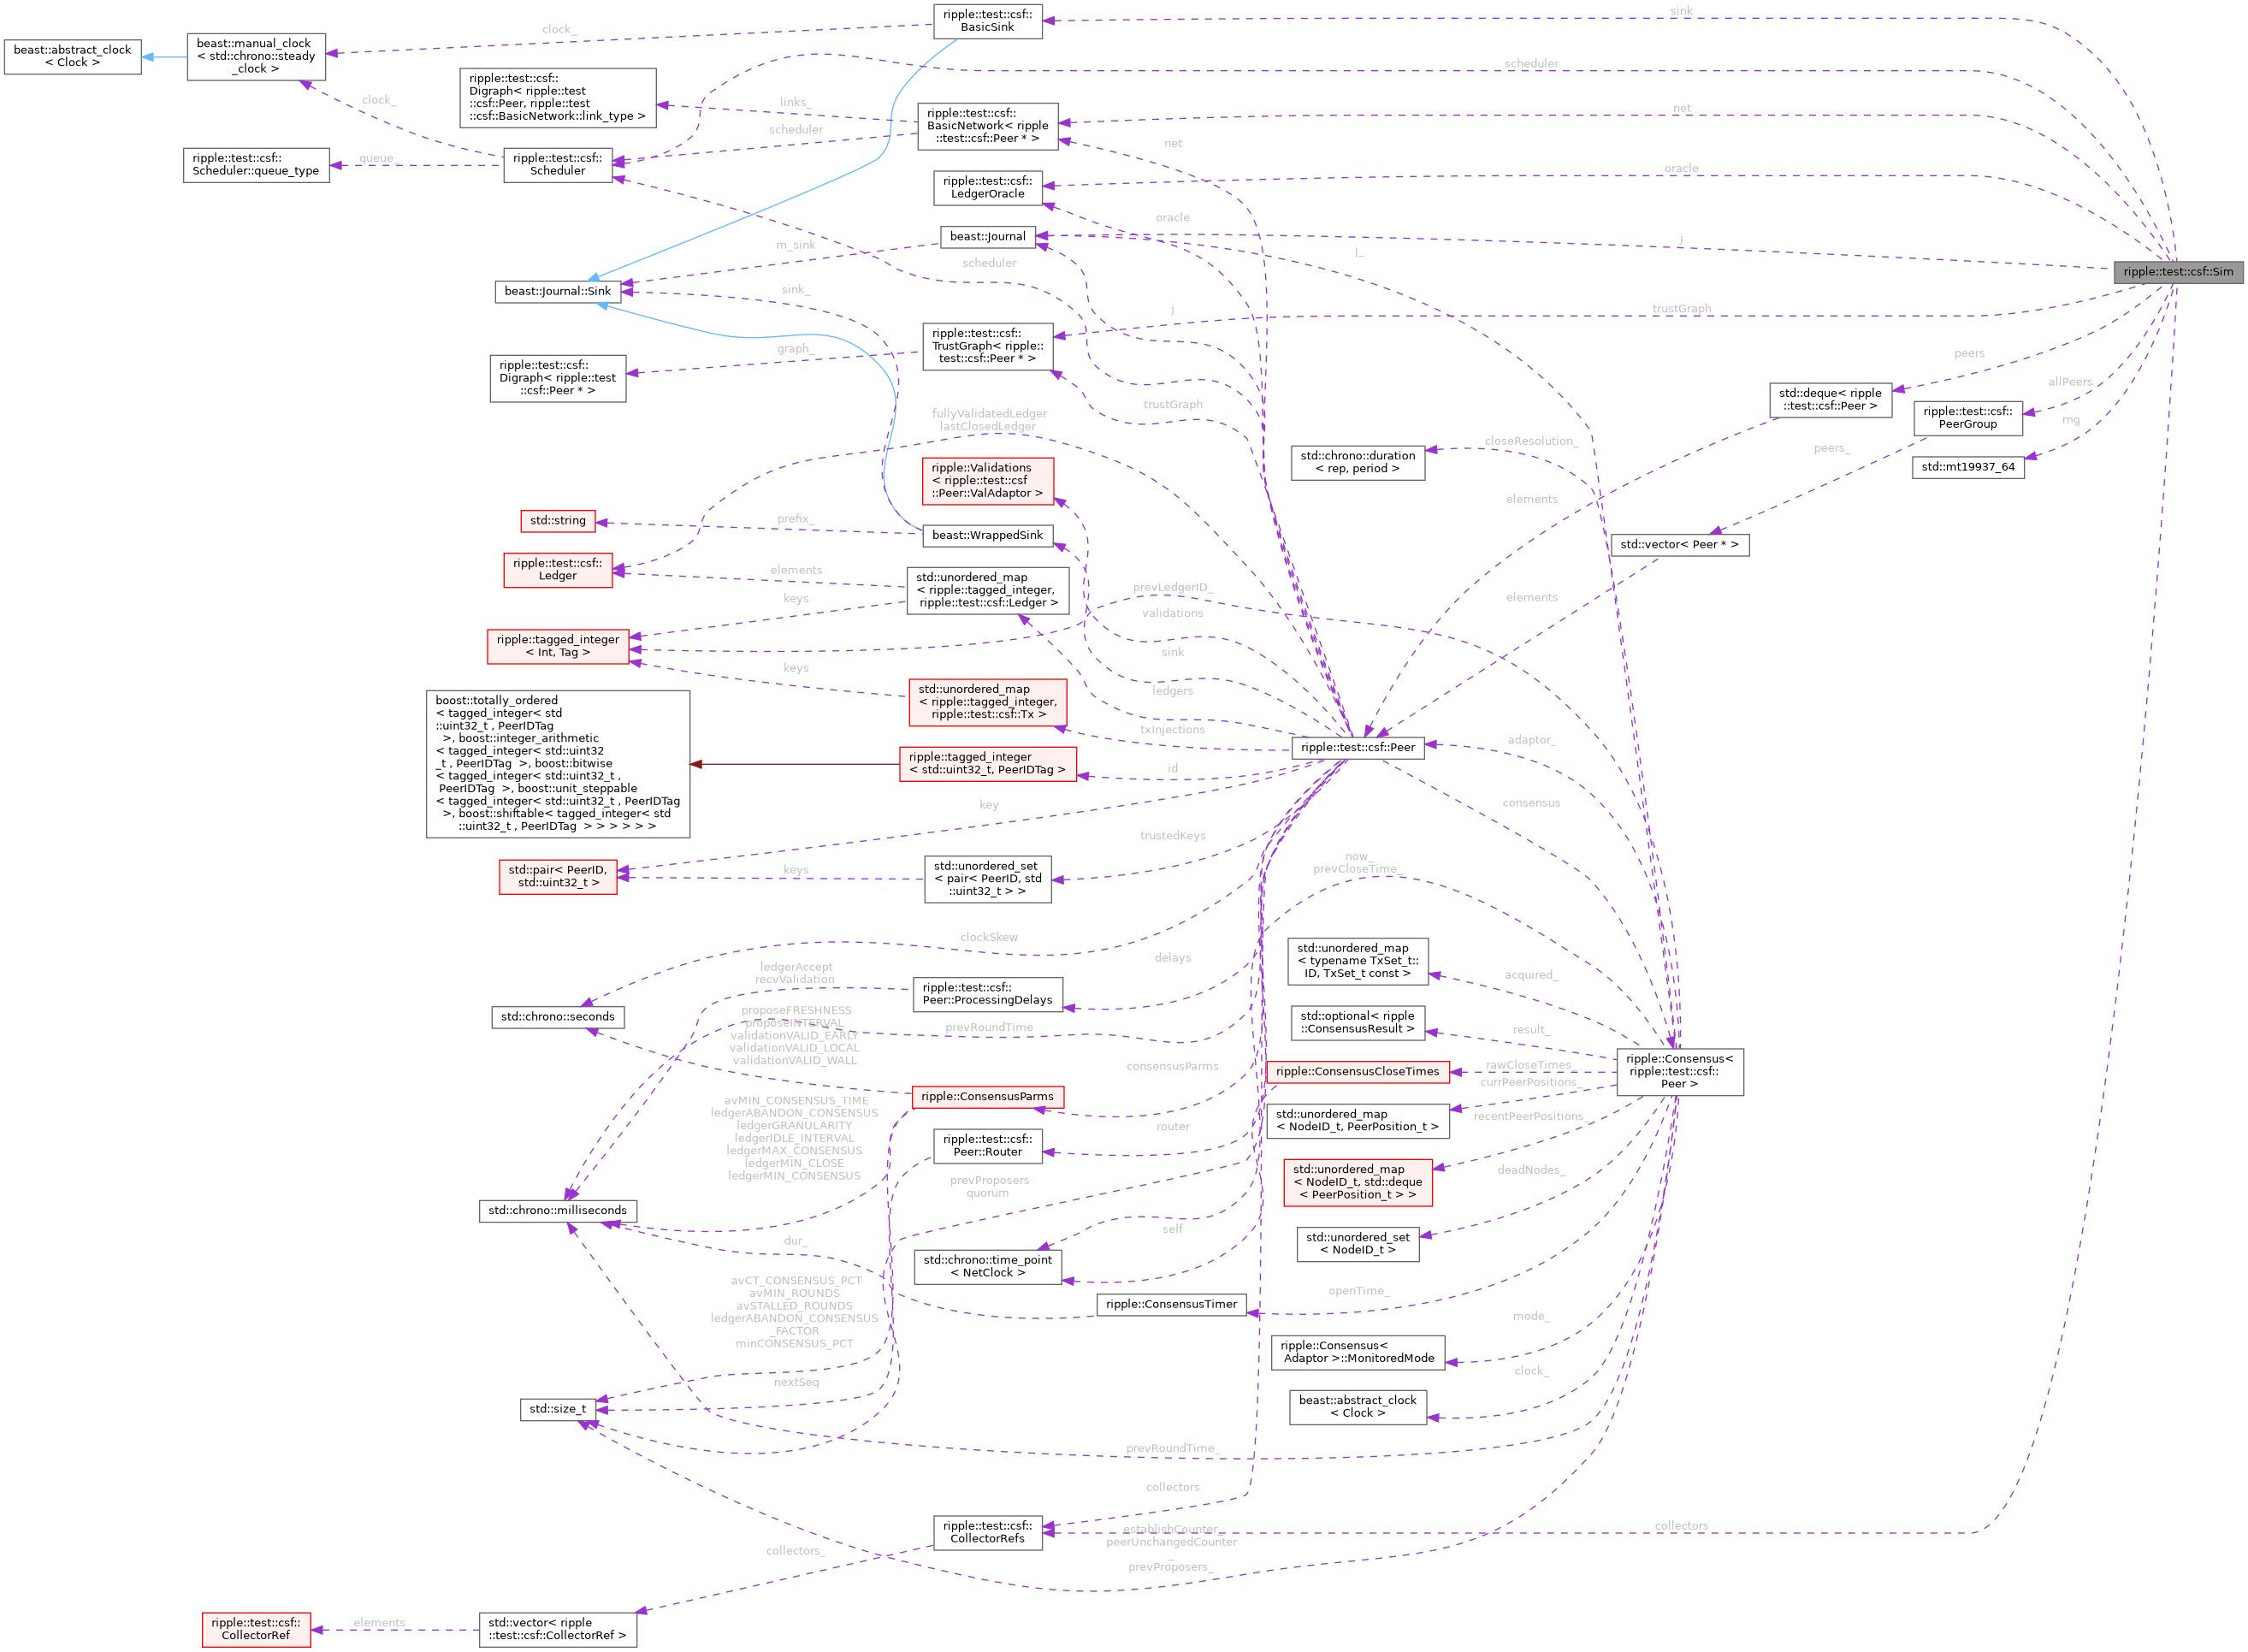 ripple::test::csf::
BasicSink
sink
clock_
beast::manual_clock
< std::chrono::steady
_clock >
beast::abstract_clock
< Clock >
scheduler
ripple::test::csf::
Digraph< ripple::test
::csf::Peer, ripple::test
::csf::BasicNetwork::link_type >
links_
clock_
ripple::test::csf::
BasicNetwork< ripple
::test::csf::Peer * >
net
scheduler
net
ripple::test::csf::
Scheduler::queue_type
queue_
ripple::test::csf::
Scheduler
ripple::test::csf::
LedgerOracle
oracle
oracle
beast::Journal
j
m_sink
j_
scheduler
ripple::test::csf::Sim
beast::Journal::Sink
sink_
j
trustGraph
ripple::test::csf::
TrustGraph< ripple::
test::csf::Peer * >
graph_
ripple::test::csf::
Digraph< ripple::test
::csf::Peer * >
peers
allPeers
std::deque< ripple
::test::csf::Peer >
trustGraph
fullyValidatedLedger
lastClosedLedger
ripple::test::csf::
PeerGroup
rng
closeResolution_
peers_
std::chrono::duration
< rep, period >
std::mt19937_64
ripple::Validations
< ripple::test::csf
::Peer::ValAdaptor >
elements
std::string
prefix_
beast::WrappedSink
std::vector< Peer * >
ripple::test::csf::
Ledger
elements
std::unordered_map
< ripple::tagged_integer,
ripple::test::csf::Ledger >
keys
prevLedgerID_
elements
validations
ripple::tagged_integer
< Int, Tag >
sink
keys
std::unordered_map
< ripple::tagged_integer,
ripple::test::csf::Tx >
ledgers
boost::totally_ordered
< tagged_integer< std
::uint32_t , PeerIDTag
>, boost::integer_arithmetic
< tagged_integer< std::uint32
_t , PeerIDTag  >, boost::bitwise
< tagged_integer< std::uint32_t ,
PeerIDTag  >, boost::unit_steppable
< tagged_integer< std::uint32_t , PeerIDTag
>, boost::shiftable< tagged_integer< std
::uint32_t , PeerIDTag  > > > > > >
txInjections
ripple::test::csf::Peer
adaptor_
ripple::tagged_integer
< std::uint32_t, PeerIDTag >
id
key
consensus
trustedKeys
std::pair< PeerID,
std::uint32_t >
keys
std::unordered_set
< pair< PeerID, std
::uint32_t > >
now_
prevCloseTime_
clockSkew
delays
std::unordered_map
< typename TxSet_t::
ID, TxSet_t const >
acquired_
ledgerAccept
recvValidation
ripple::test::csf::
Peer::ProcessingDelays
std::chrono::seconds
proposeFRESHNESS
proposeINTERVAL
validationVALID_EARLY
validationVALID_LOCAL
validationVALID_WALL
prevRoundTime
std::optional< ripple
::ConsensusResult >
result_
ripple::Consensus<
ripple::test::csf::
Peer >
consensusParms
ripple::ConsensusCloseTimes
rawCloseTimes_
currPeerPositions_
ripple::ConsensusParms
avMIN_CONSENSUS_TIME
ledgerABANDON_CONSENSUS
ledgerGRANULARITY
ledgerIDLE_INTERVAL
ledgerMAX_CONSENSUS
ledgerMIN_CLOSE
ledgerMIN_CONSENSUS
router
std::unordered_map
< NodeID_t, PeerPosition_t >
recentPeerPositions_
ripple::test::csf::
Peer::Router
std::unordered_map
< NodeID_t, std::deque
< PeerPosition_t > >
deadNodes_
prevProposers
quorum
std::chrono::milliseconds
self
std::unordered_set
< NodeID_t >
dur_
std::chrono::time_point
< NetClock >
avCT_CONSENSUS_PCT
avMIN_ROUNDS
avSTALLED_ROUNDS
ledgerABANDON_CONSENSUS
_FACTOR
minCONSENSUS_PCT
ripple::ConsensusTimer
openTime_
mode_
ripple::Consensus<
Adaptor >::MonitoredMode
clock_
nextSeq
std::size_t
beast::abstract_clock
< Clock >
prevRoundTime_
collectors
ripple::test::csf::
CollectorRefs
establishCounter_
peerUnchangedCounter
_
prevProposers_
collectors
collectors_
ripple::test::csf::
CollectorRef
elements
std::vector< ripple
::test::csf::CollectorRef >